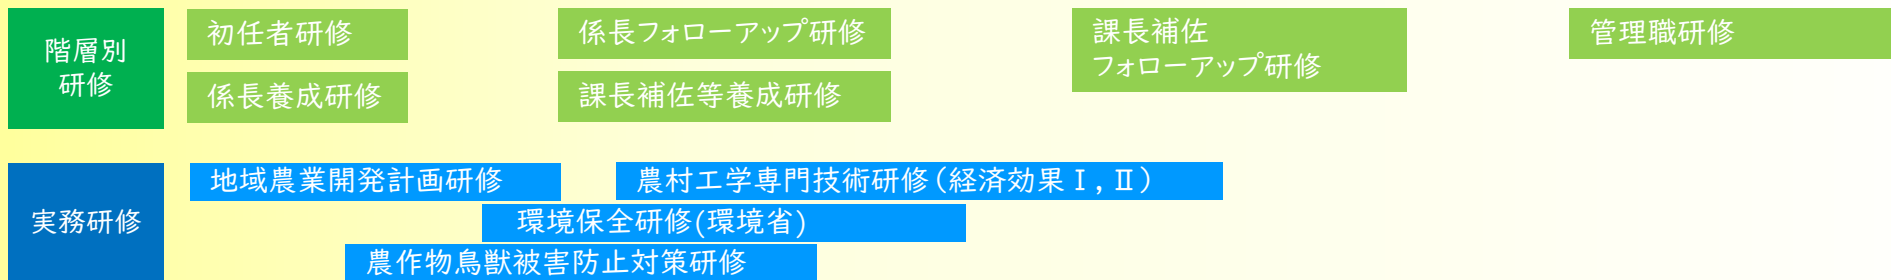 階層別
研修
初任者研修
係長養成研修
係長フォローアップ研修
課長補佐等養成研修
課長補佐
フォローアップ研修
管理職研修
実務研修
地域農業開発計画研修
農村工学専門技術研修（経済効果Ⅰ,Ⅱ）
環境保全研修(環境省)
農作物鳥獣被害防止対策研修